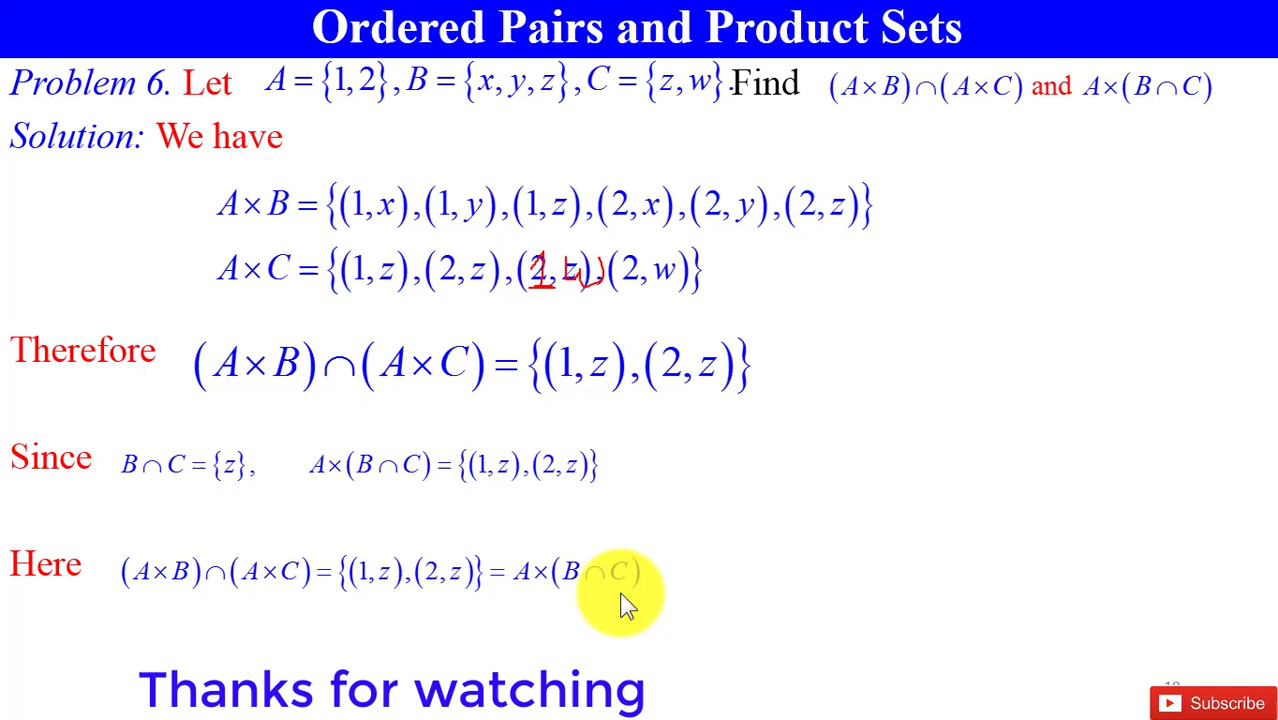 Ordered Pairs and Product Sets
Problem 6. Let A = {1,2}, B = {x, y, z}, C = {z, w}. Find (A×B)∩(A×C) and A×(B∩C)
Solution: We have
A×B = {(1, x),(1, y),(1, z),(2, x),(2, y),(2, z)}
A×C = {(1, z),(2, z),(2, z),(2, w)}
1 w
Therefore (A×B)∩(A×C) = {(1, z),(2, z)}
Since B∩C = {z}, A×(B∩C) = {(1, z),(2, z)}
Here (A×B)∩(A×C) = {(1, z),(2, z)} = A×(B∩C)
Thanks for watching
Subscribe